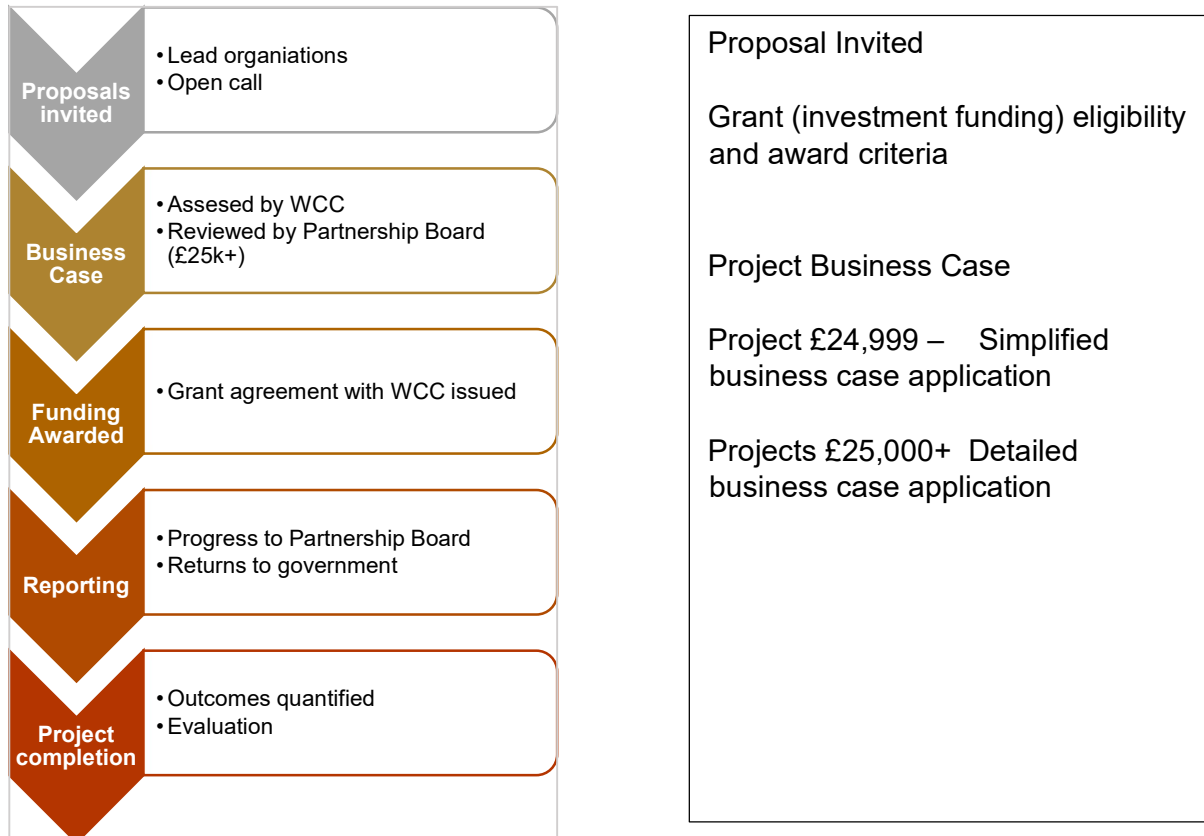 Proposals
invited
• Lead organiations
• Open call
Business
Case
• Assesed by WCC
• Reviewed by Partnership Board
(£25k+)
Funding
Awarded
• Grant agreement with WCC issued
Reporting
• Progress to Partnership Board
• Returns to government
Project
completion
• Outcomes quantified
• Evaluation
Proposal Invited
Grant (investment funding) eligibility
and award criteria
Project Business Case
Project £24,999 – Simplified
business case application
Projects £25,000+ Detailed
business case application